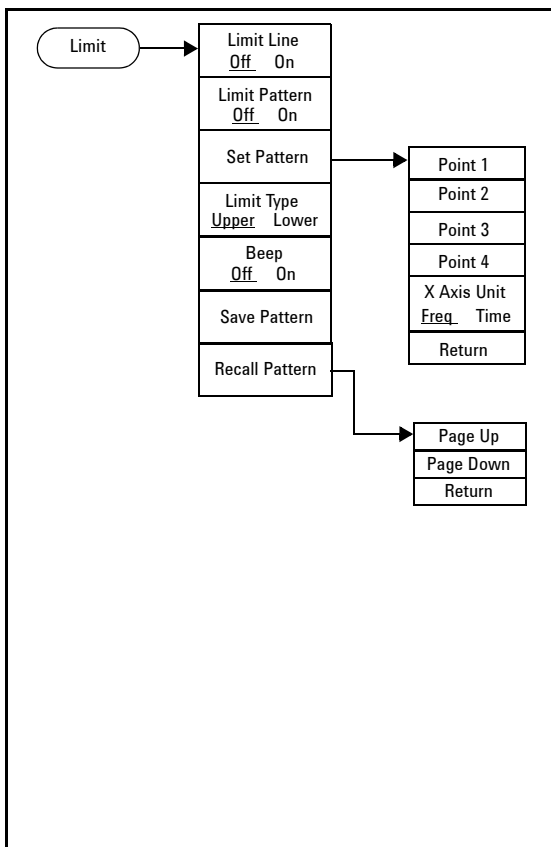 Limit
Limit Line
Off On
Limit Pattern
Off On
Set Pattern
Limit Type
Upper Lower
Beep
Off On
Save Pattern
Recall Pattern
Point 1
Point 2
Point 3
Point 4
X Axis Unit
Freq Time
Return
Page Up
Page Down
Return